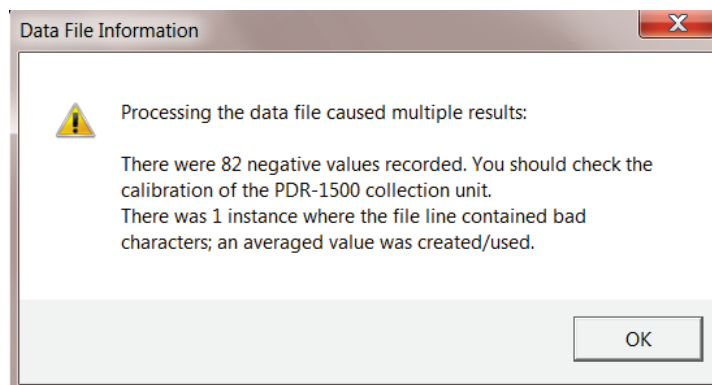 Data File Information
X
Processing the data file caused multiple results:
There were 82 negative values recorded. You should check the
calibration of the PDR-1500 collection unit.
There was 1 instance where the file line contained bad
characters; an averaged value was created/used.
OK